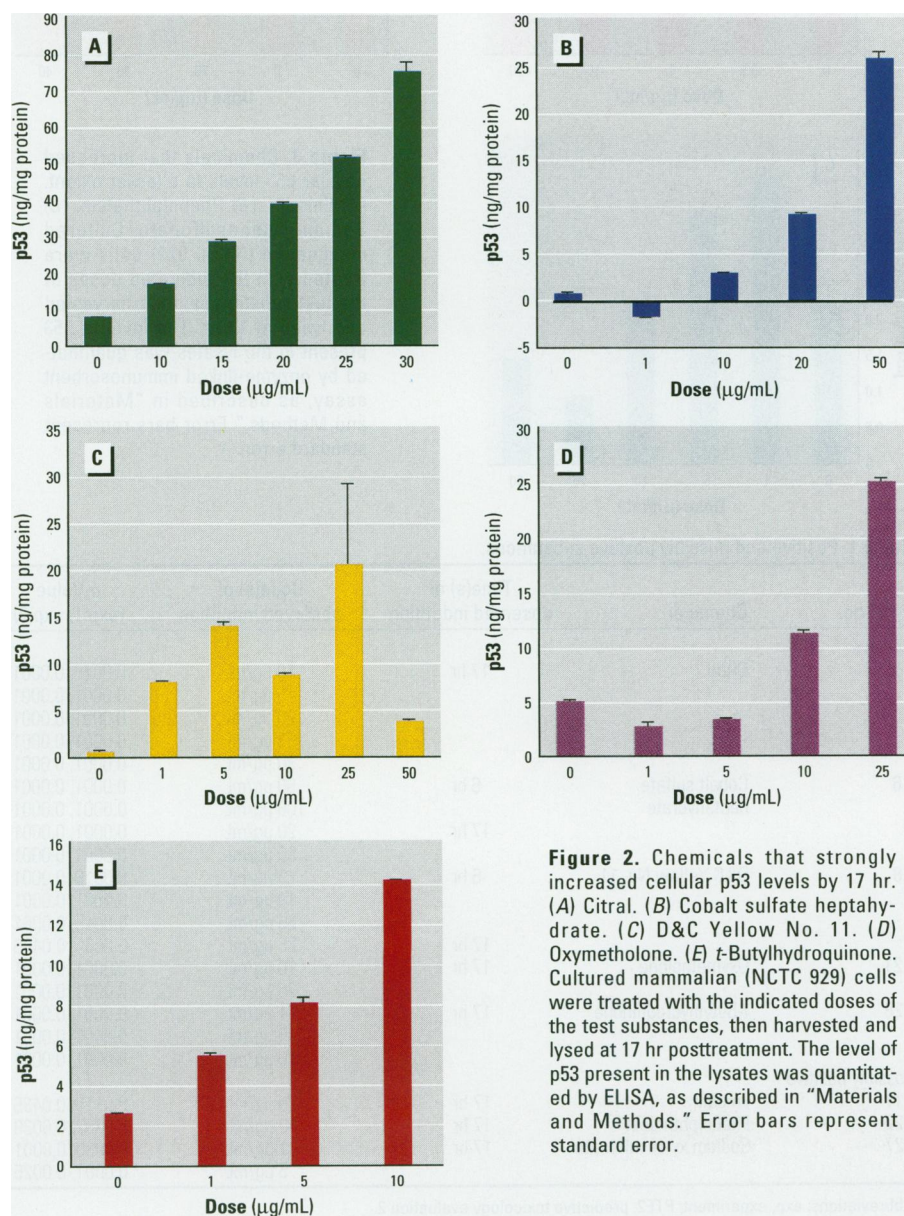 A
p53 (ng/mg protein)
90
80
70
60
50
40
30
20
10
0
0 10 15 20 25 30
Dose (µg/mL)
B
p53 (ng/mg protein)
30
25
20
15
10
5
0
-5
0 1 10 20 50
Dose (µg/mL)
C
p53 (ng/mg protein)
35
30
25
20
15
10
5
0
0 1 5 10 25 50
Dose (µg/mL)
D
p53 (ng/mg protein)
30
25
20
15
10
5
0
0 1 5 10 25
Dose (µg/mL)
E
p53 (ng/mg protein)
16
14
12
10
8
6
4
2
0
0 1 5 10
Dose (µg/mL)
Figure 2. Chemicals that strongly
increased cellular p53 levels by 17 hr.
(A) Citral. (B) Cobalt sulfate heptahy-
drate. (C) D&C Yellow No. 11. (D)
Oxymetholone. (E) t-Butylhydroquinone.
Cultured mammalian (NCTC 929) cells
were treated with the indicated doses of
the test substances, then harvested and
lysed at 17 hr posttreatment. The level of
p53 present in the lysates was quantitat-
ed by ELISA, as described in “Materials
and Methods.” Error bars represent
standard error.